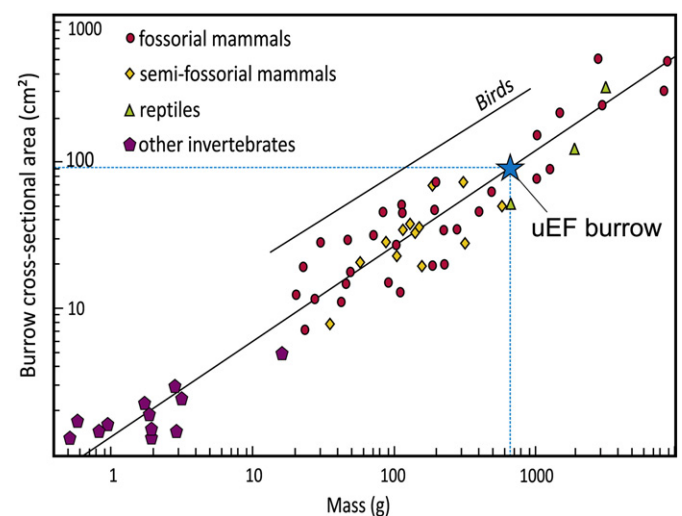 1000
fossorial mammals
semi-fossorial mammals
reptiles
other invertebrates
Birds
100
uEF burrow
10
Burrow cross-sectional area (cm²)
1
10
100
1000
Mass (g)